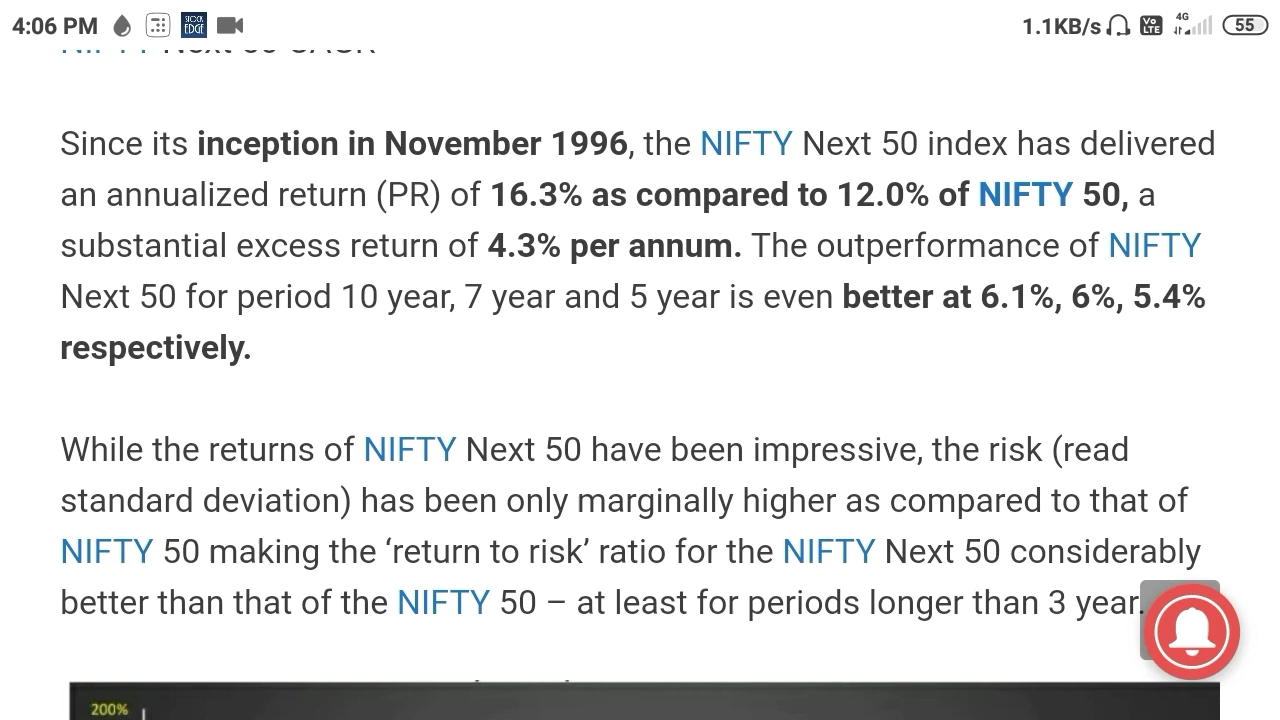 4:06 PM STOCK EDGE 1.1KB/s Vo LTE 4G 55
Since its inception in November 1996, the NIFTY Next 50 index has delivered
an annualized return (PR) of 16.3% as compared to 12.0% of NIFTY 50, a
substantial excess return of 4.3% per annum. The outperformance of NIFTY
Next 50 for period 10 year, 7 year and 5 year is even better at 6.1%, 6%, 5.4%
respectively.
While the returns of NIFTY Next 50 have been impressive, the risk (read
standard deviation) has been only marginally higher as compared to that of
NIFTY 50 making the ‘return to risk’ ratio for the NIFTY Next 50 considerably
better than that of the NIFTY 50 – at least for periods longer than 3 year.
200%